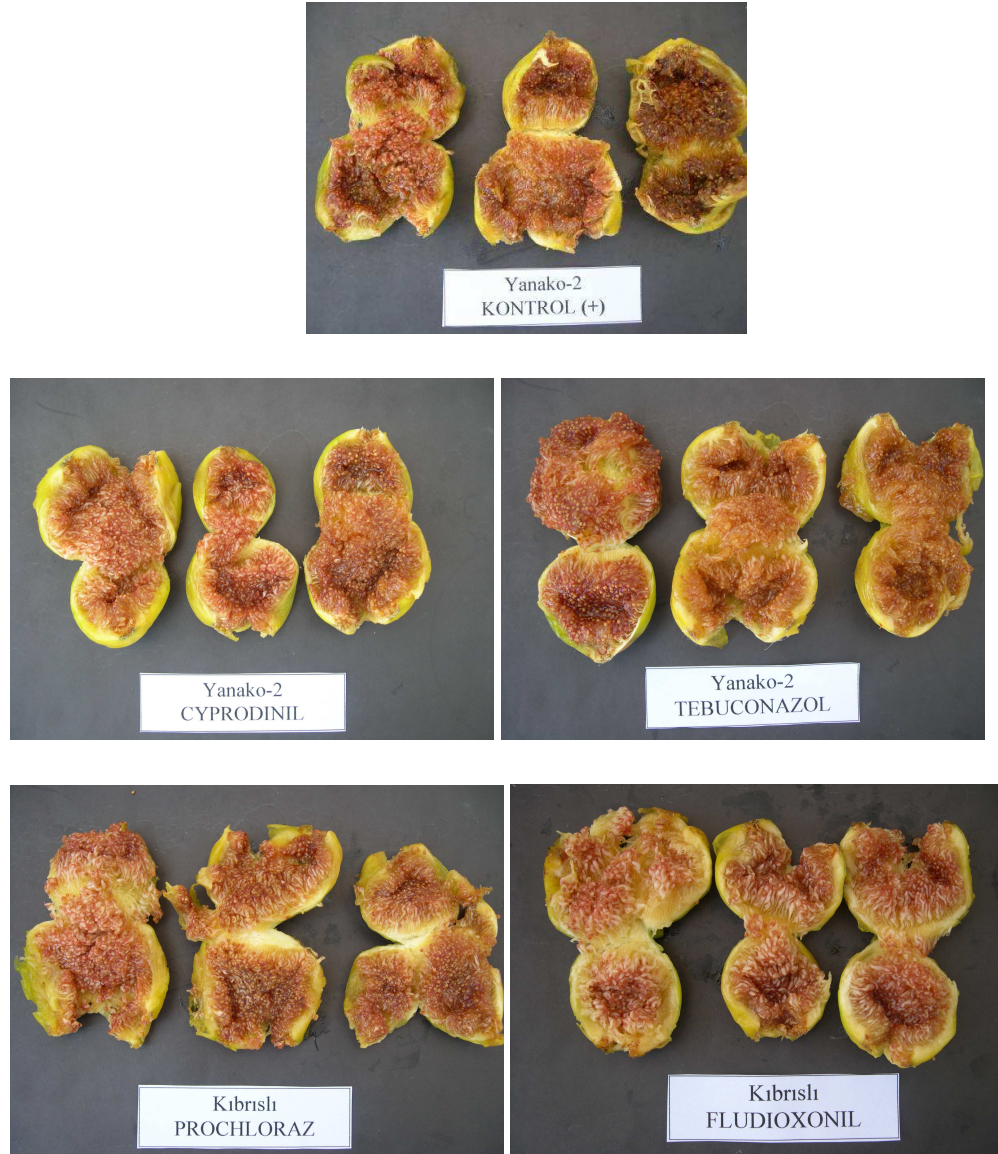 Yanako-2
KONTROL (+)
Yanako-2
CYPRODINIL
Yanako-2
TEBUCONAZOL
Kıbrıslı
PROCHLORAZ
Kıbrıslı
FLUDIOXONIL